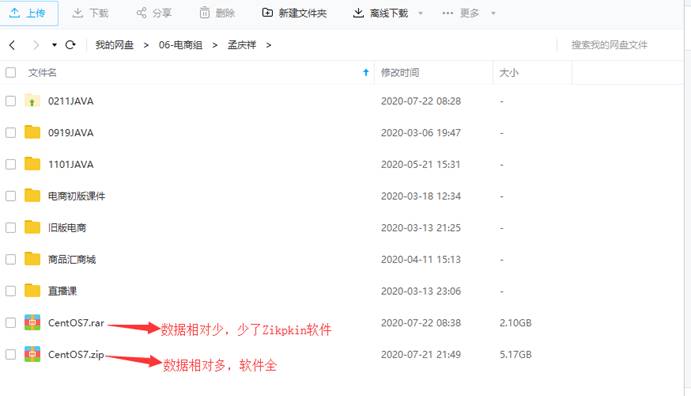 上传 下载 分享 删除 新建文件夹 离线下载 更多
我的网盘 > 06-电商组 > 孟庆祥 > 搜索我的网盘文件
文件名 修改时间 大小
0211JAVA 2020-07-22 08:28 -
0919JAVA 2020-03-06 19:47 -
1101JAVA 2020-05-21 15:31 -
电商初版课件 2020-03-18 12:34 -
旧版电商 2020-03-13 21:25 -
商品汇商城 2020-04-11 15:13 -
直播课 2020-03-13 23:06 -
CentOS7.rar 数据相对少，少了Zikpkin软件 2020-07-22 08:38 2.10GB
CentOS7.zip 数据相对多，软件全 2020-07-21 21:49 5.17GB